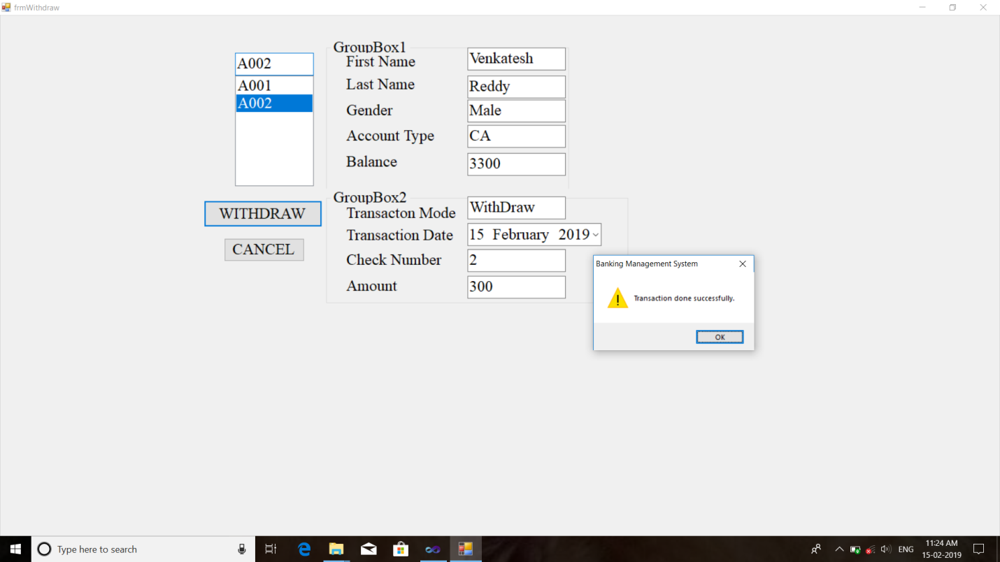 frmWithdraw
A002
A001
A002
WITHDRAW
CANCEL
GroupBox1
First Name Venkatesh
Last Name Reddy
Gender Male
Account Type CA
Balance 3300
GroupBox2
Transacton Mode WithDraw
Transaction Date 15 February 2019
Check Number 2
Amount 300
Banking Management System
Transaction done successfully.
OK
Type here to search
ENG
11:24 AM
15-02-2019